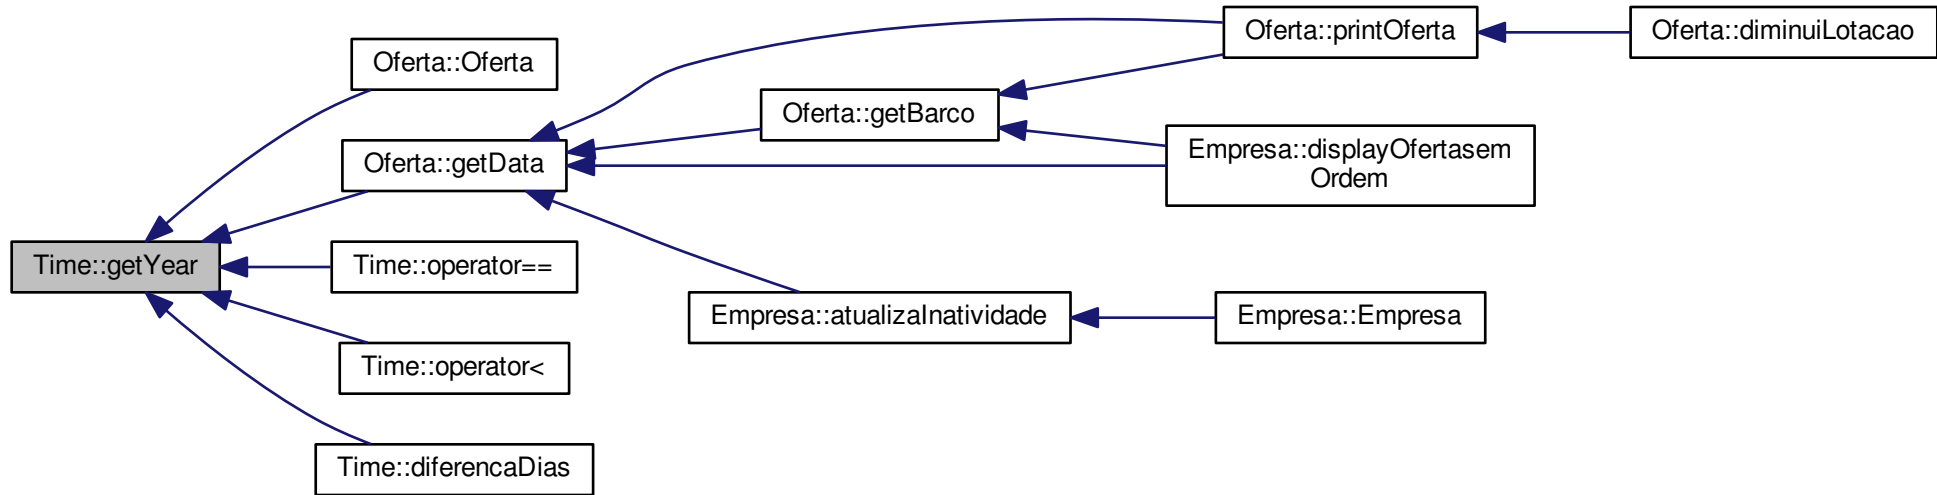 Time::getYear
Oferta::Oferta
Oferta::getData
Time::operator==
Time::operator<
Time::diferencaDias
Oferta::getBarco
Empresa::atualizaInatividade
Oferta::printOferta
Empresa::displayOfertasem
Ordem
Empresa::Empresa
Oferta::diminuiLotacao